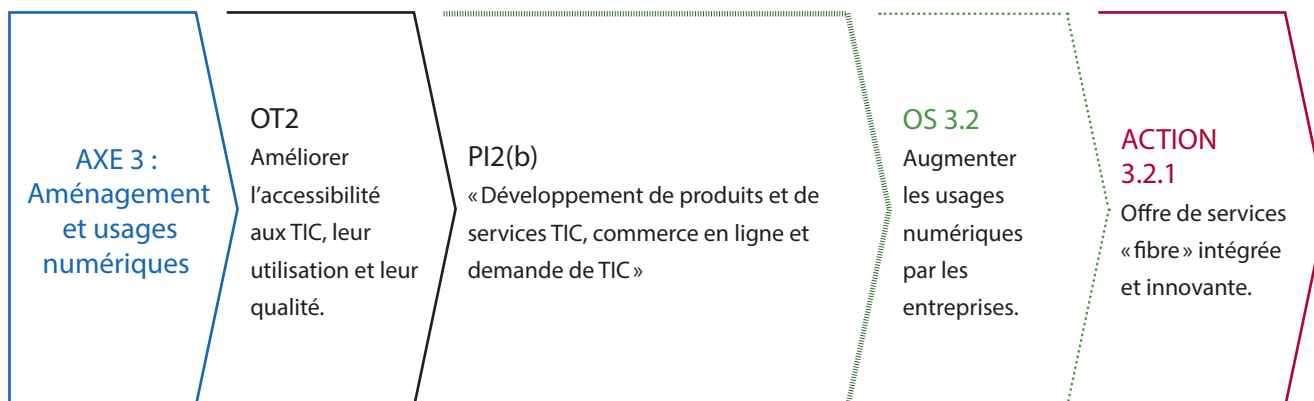 AXE 3 :
Aménagement
et usages
numériques
OT2
Améliorer
l’accessibilité
aux TIC, leur
utilisation et leur
qualité.
PI2(b)
«Développement de produits et de
services TIC, commerce en ligne et
demande de TIC»
OS 3.2
Augmenter
les usages
numériques
par les
entreprises.
ACTION
3.2.1
Offre de services
«fibre» intégrée
et innovante.